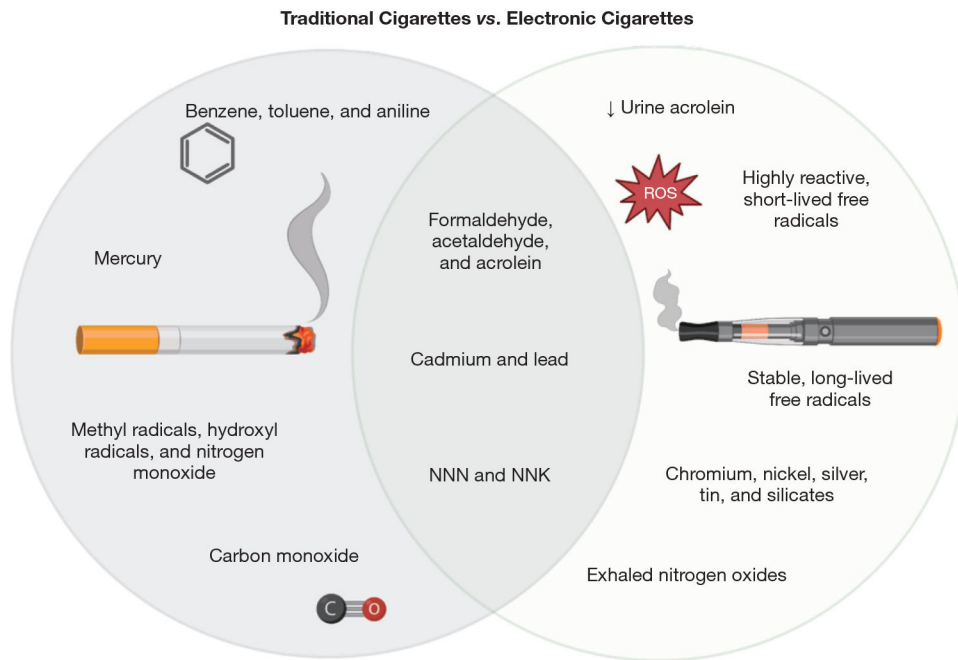 Traditional Cigarettes vs. Electronic Cigarettes
Benzene, toluene, and aniline
Mercury
Methyl radicals, hydroxyl
radicals, and nitrogen
monoxide
Carbon monoxide
C
O
Formaldehyde,
acetaldehyde,
and acrolein
Cadmium and lead
NNN and NNK
↓ Urine acrolein
ROS
Highly reactive,
short-lived free
radicals
Stable, long-lived
free radicals
Chromium, nickel, silver,
tin, and silicates
Exhaled nitrogen oxides